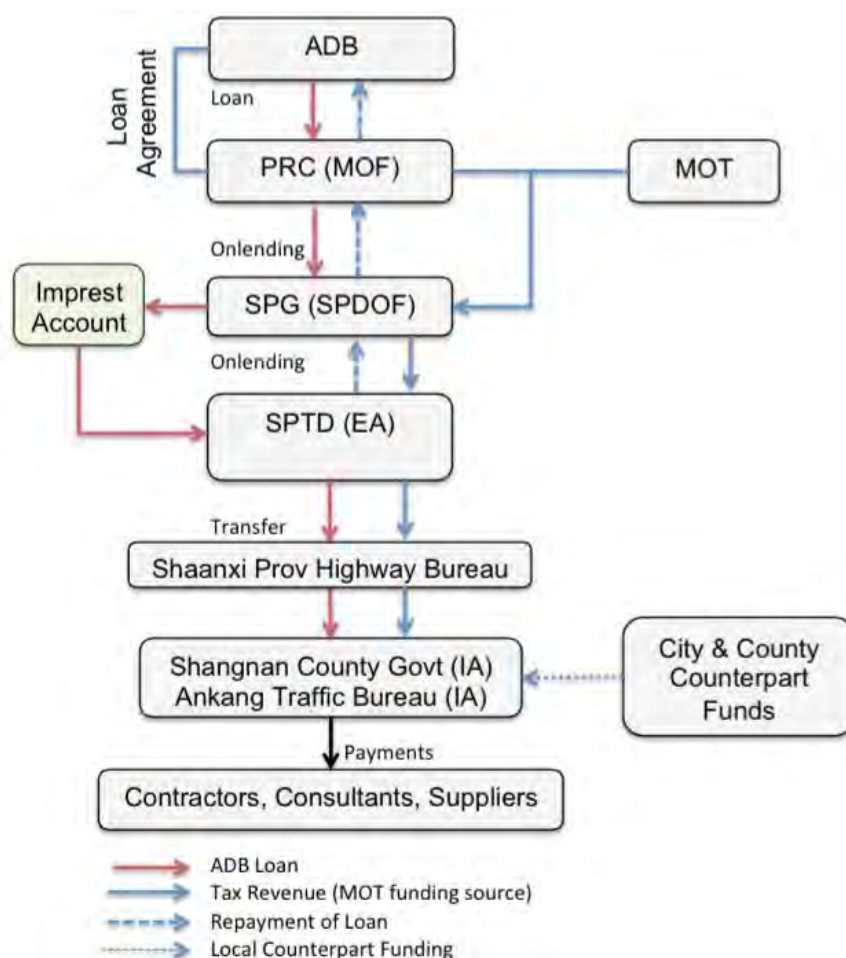 ADB
Loan
Agreement
Loan
PRC (MOF)
MOT
Onlending
Imprest
Account
SPG (SPDOF)
Onlending
SPTD (EA)
Transfer
Shaanxi Prov Highway Bureau
Shangnan County Govt (IA)
Ankang Traffic Bureau (IA)
City & County
Counterpart
Funds
Payments
Contractors, Consultants, Suppliers
ADB Loan
Tax Revenue (MOT funding source)
Repayment of Loan
Local Counterpart Funding